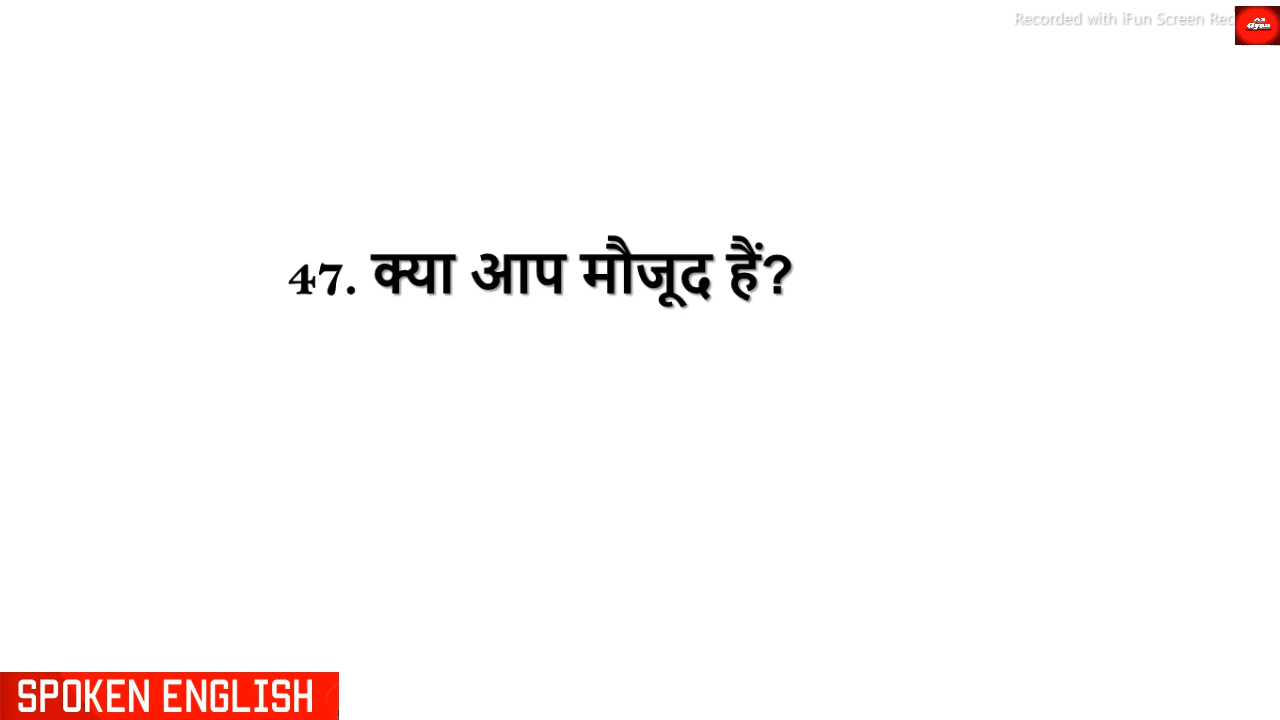 Recorded with iFun Screen Rec
47. क्या आप मौजूद हैं?
SPOKEN ENGLISH